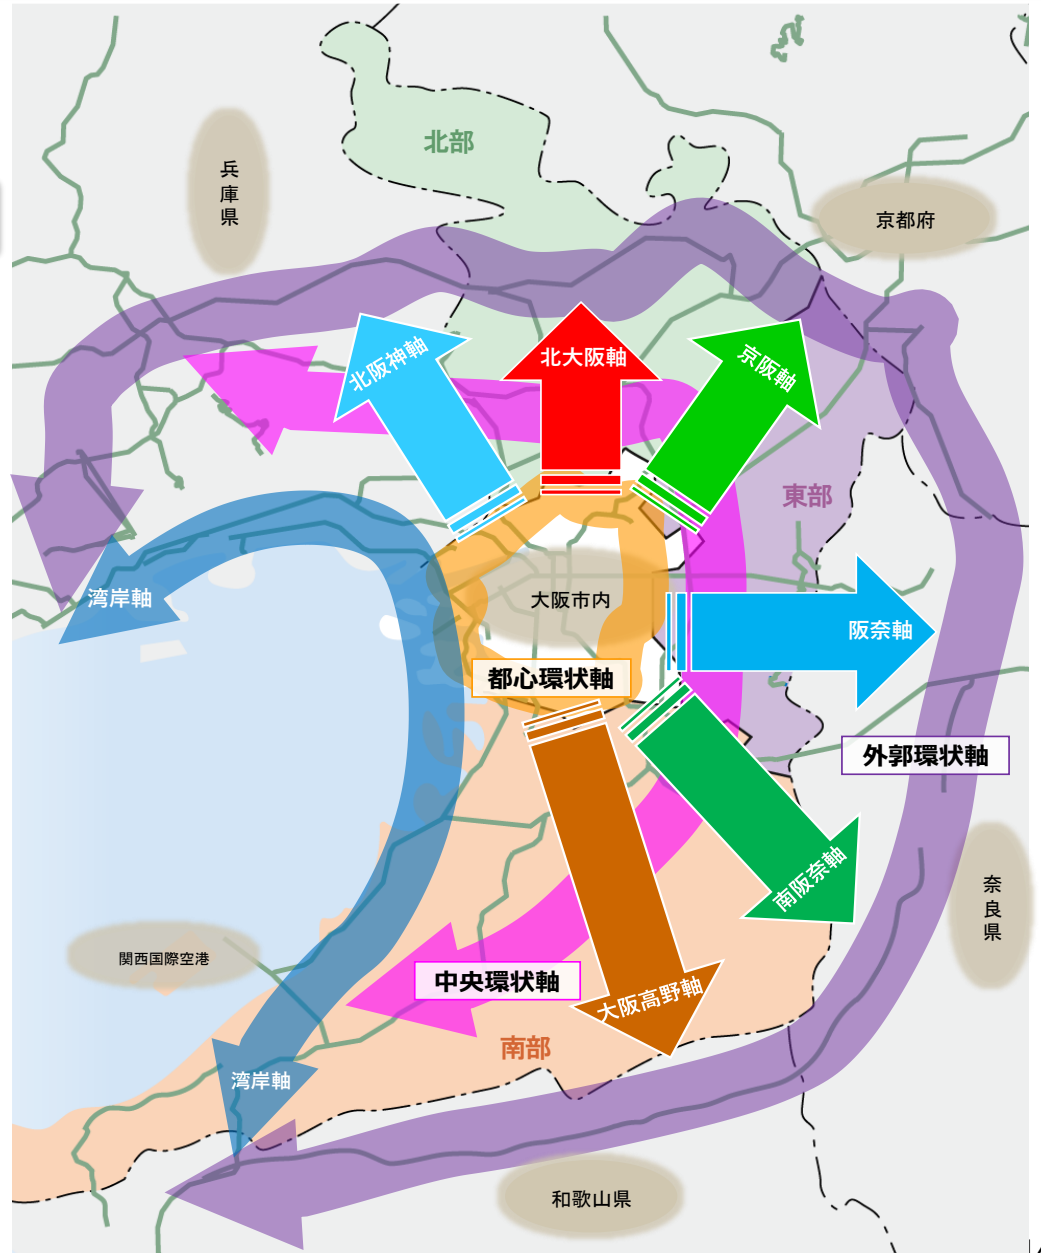 北部
兵庫県
京都府
北阪神軸
北大阪軸
京阪軸
東部
湾岸軸
大阪市内
阪奈軸
都心環状軸
外郭環状軸
南阪奈軸
奈良県
関西国際空港
中央環状軸
大阪高野軸
南部
湾岸軸
和歌山県